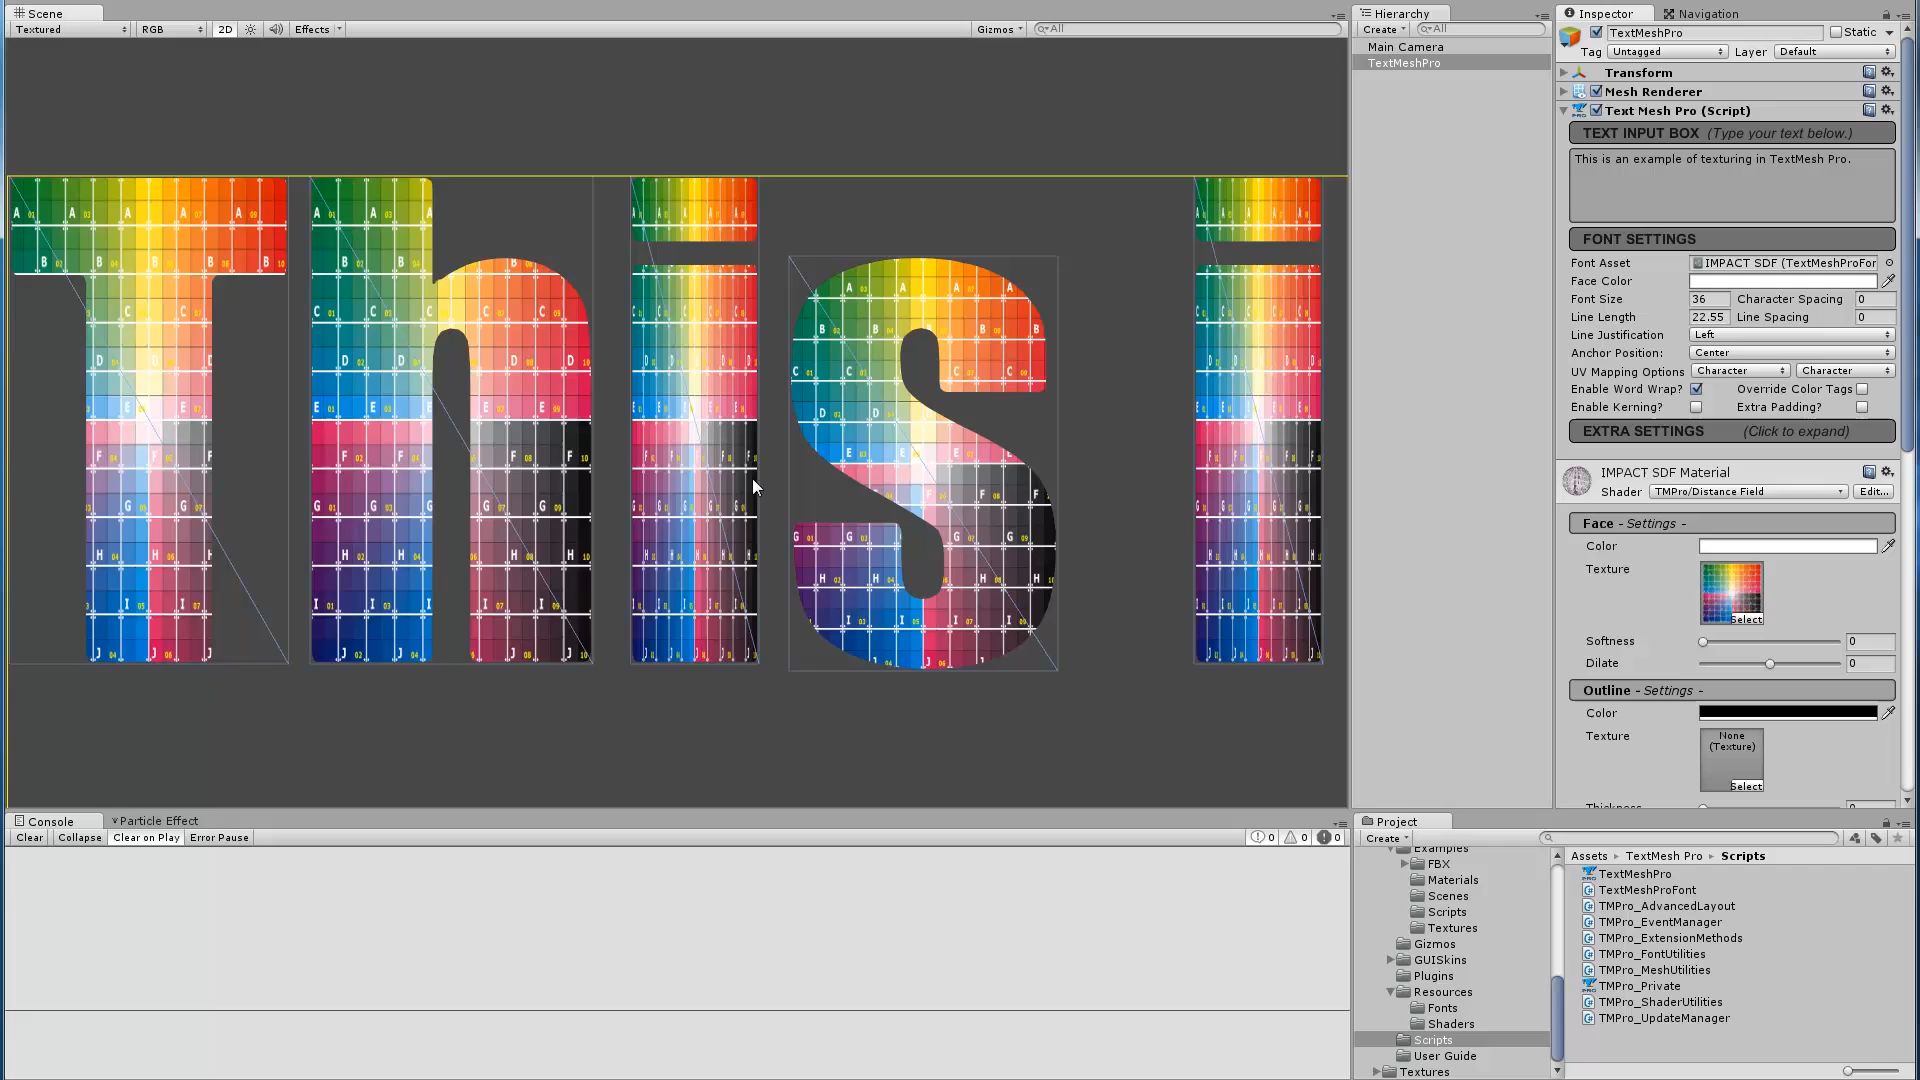 Scene
Textured RGB 2D Effects Gizmos All
This i
Console Particle Effect
Clear Collapse Clear on Play Error Pause 0 0 0
Hierarchy
Create All
Main Camera
TextMeshPro
Inspector Navigation
TextMeshPro Static
Tag Untagged Layer Default
Transform
Mesh Renderer
Text Mesh Pro (Script)
TEXT INPUT BOX (Type your text below.)
This is an example of texturing in TextMesh Pro.
FONT SETTINGS
Font Asset IMPACT SDF (TextMeshProFor
Face Color
Font Size 36 Character Spacing 0
Line Length 22.55 Line Spacing 0
Line Justification Left
Anchor Position: Center
UV Mapping Options Character Character
Enable Word Wrap? Override Color Tags
Enable Kerning? Extra Padding?
EXTRA SETTINGS (Click to expand)
IMPACT SDF Material
Shader TMPro/Distance Field Edit...
Face - Settings -
Color
Texture
Select
Softness 0
Dilate 0
Outline - Settings -
Color
Texture None
(Texture)
Select
Project
Create
Examples
FBX
Materials
Scenes
Scripts
Textures
Gizmos
GUISkins
Plugins
Resources
Fonts
Shaders
Scripts
User Guide
Textures
Assets TextMesh Pro Scripts
TextMeshPro
TextMeshProFont
TMPro_AdvancedLayout
TMPro_EventManager
TMPro_ExtensionMethods
TMPro_FontUtilities
TMPro_MeshUtilities
TMPro_Private
TMPro_ShaderUtilities
TMPro_UpdateManager